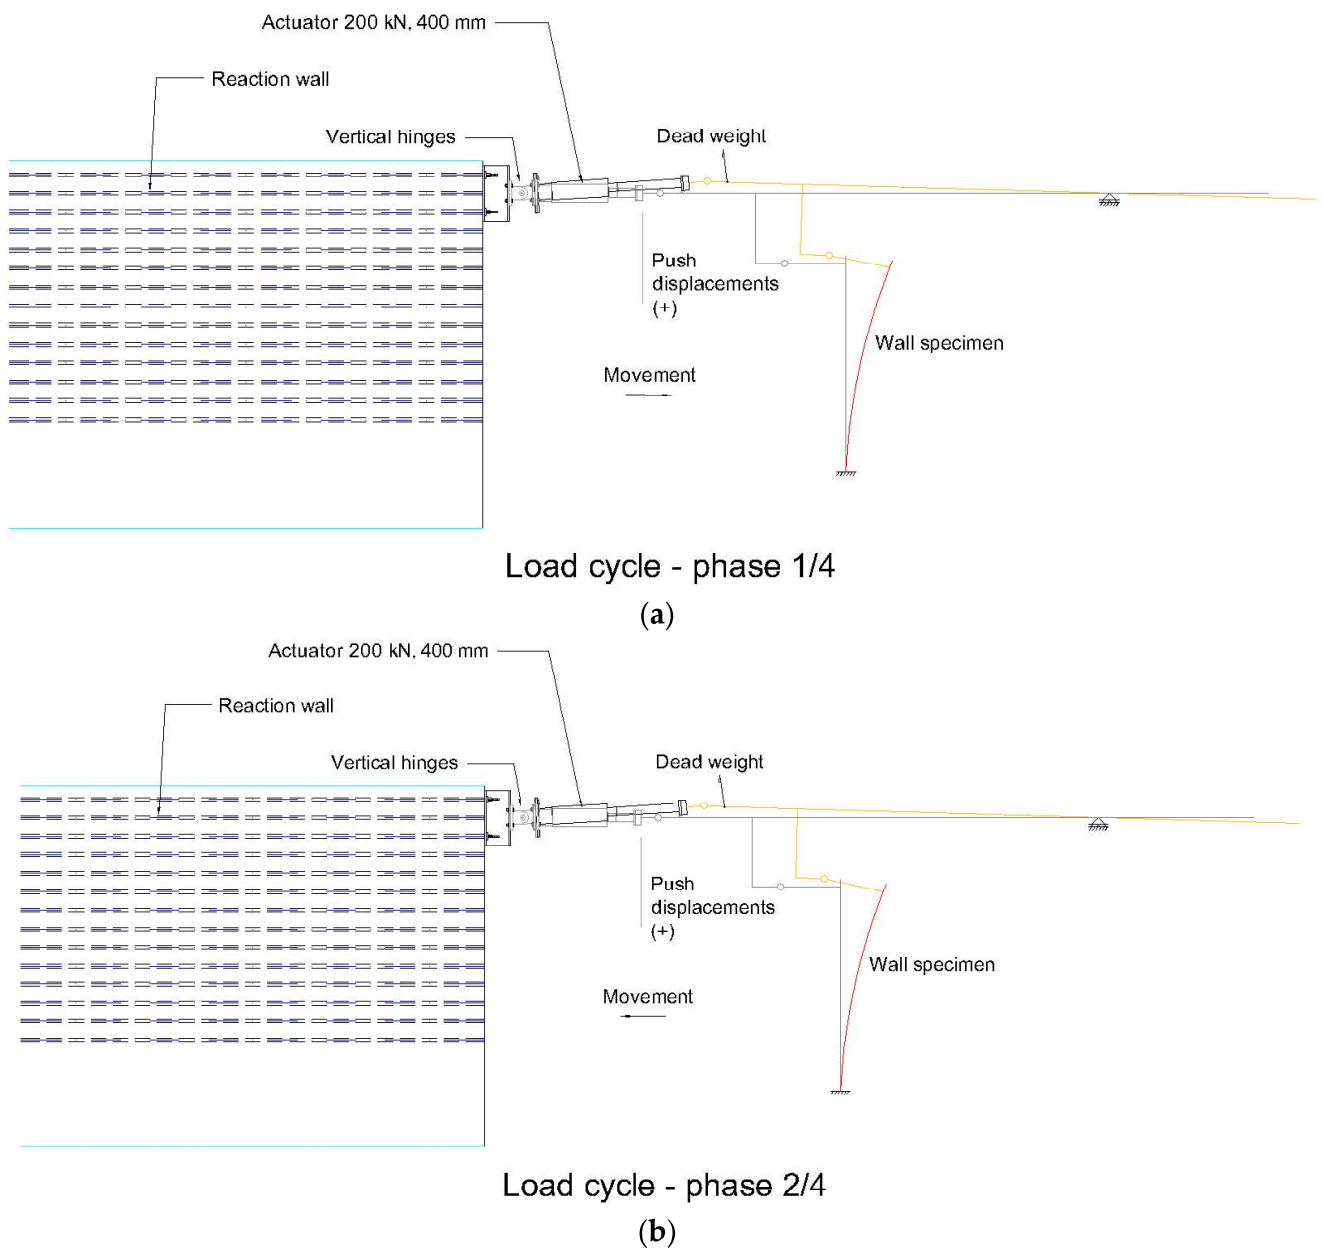 Actuator 200 kN, 400 mm
Reaction wall
Vertical hinges
Dead weight
Push
displacements
(+)
Wall specimen
Movement
Load cycle - phase 1/4
(a)
Actuator 200 kN, 400 mm
Reaction wall
Vertical hinges
Dead weight
Push
displacements
(+)
Wall specimen
Movement
Load cycle - phase 2/4
(b)